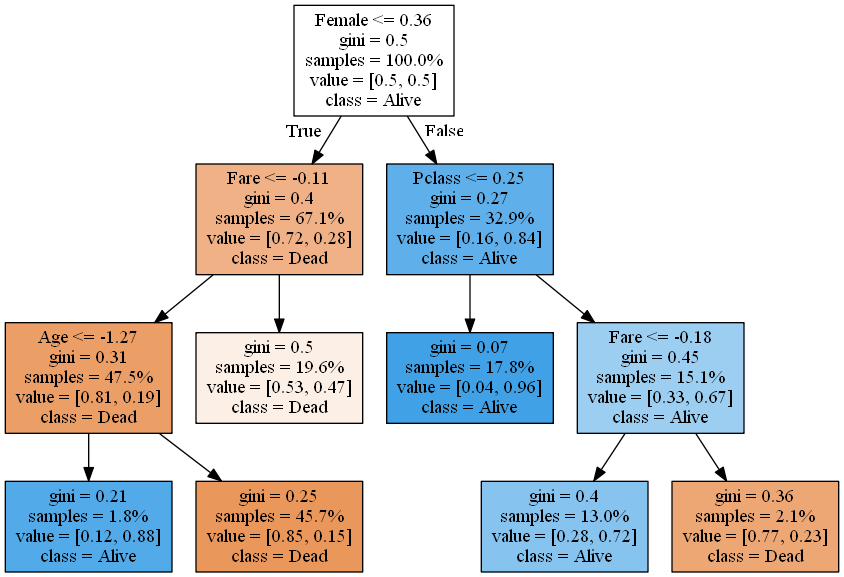 Female <= 0.36
gini = 0.5
samples = 100.0%
value = [0.5, 0.5]
class = Alive
True
False
Fare <= -0.11
gini = 0.4
samples = 67.1%
value = [0.72, 0.28]
class = Dead
Pclass <= 0.25
gini = 0.27
samples = 32.9%
value = [0.16, 0.84]
class = Alive
Age <= -1.27
gini = 0.31
samples = 47.5%
value = [0.81, 0.19]
class = Dead
gini = 0.5
samples = 19.6%
value = [0.53, 0.47]
class = Dead
gini = 0.07
samples = 17.8%
value = [0.04, 0.96]
class = Alive
Fare <= -0.18
gini = 0.45
samples = 15.1%
value = [0.33, 0.67]
class = Alive
gini = 0.21
samples = 1.8%
value = [0.12, 0.88]
class = Alive
gini = 0.25
samples = 45.7%
value = [0.85, 0.15]
class = Dead
gini = 0.4
samples = 13.0%
value = [0.28, 0.72]
class = Alive
gini = 0.36
samples = 2.1%
value = [0.77, 0.23]
class = Dead